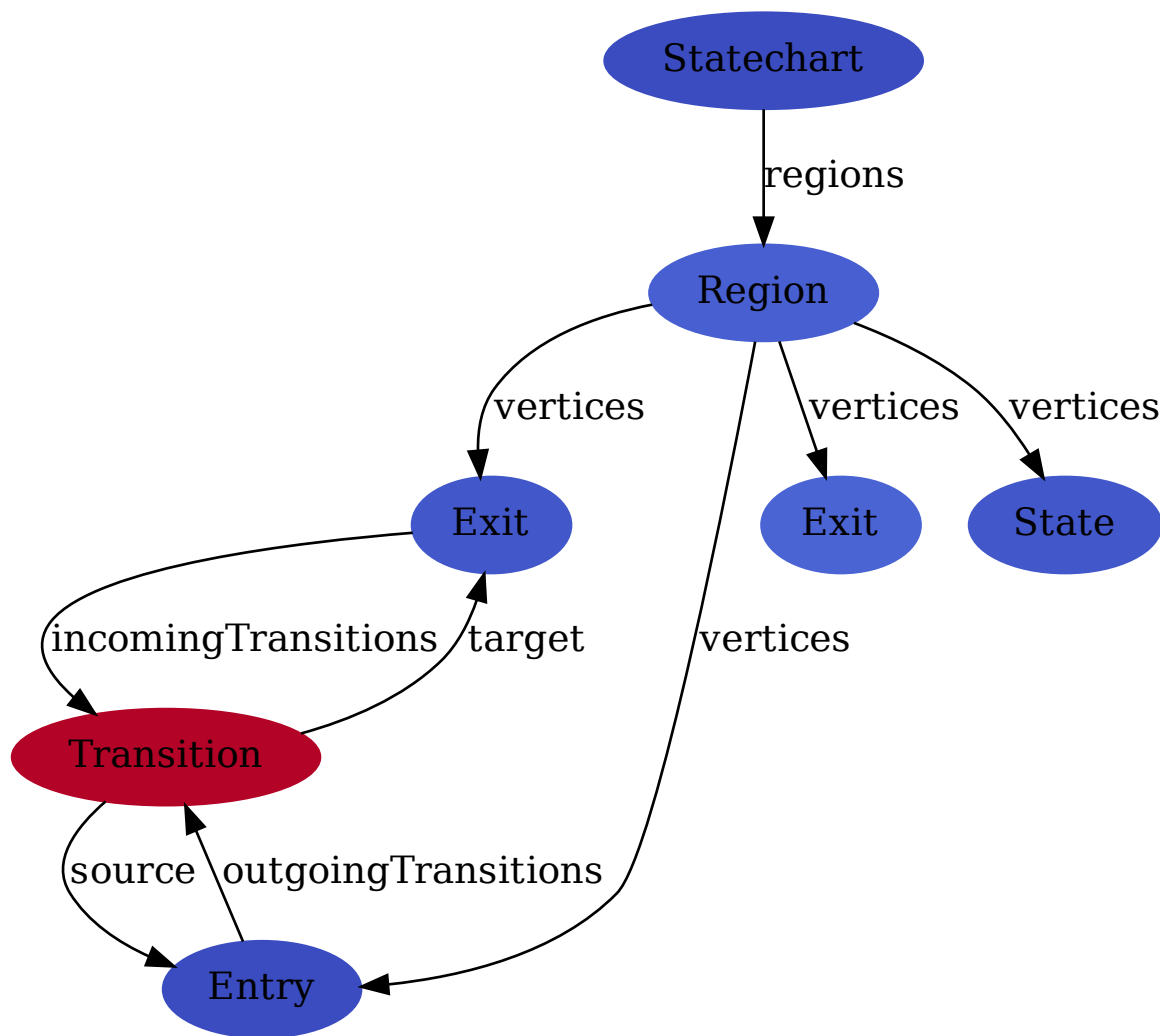 Statechart
regions
Region
vertices
vertices
vertices
Exit
Exit
State
incomingTransitions
target
vertices
Transition
source
outgoingTransitions
Entry